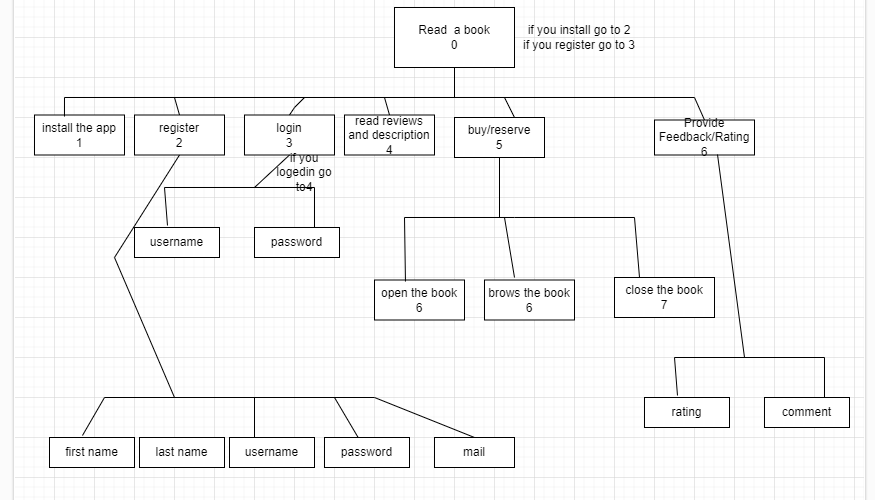 Read a book
0
if you install go to 2
if you register go to 3
install the app
1
register
2
login
3
read reviews
and description
4
buy/reserve
5
Provide
Feedback/Rating
6
if you
logedin go
to4
username
password
open the book
6
brows the book
6
close the book
7
rating
comment
first name
last name
username
password
mail